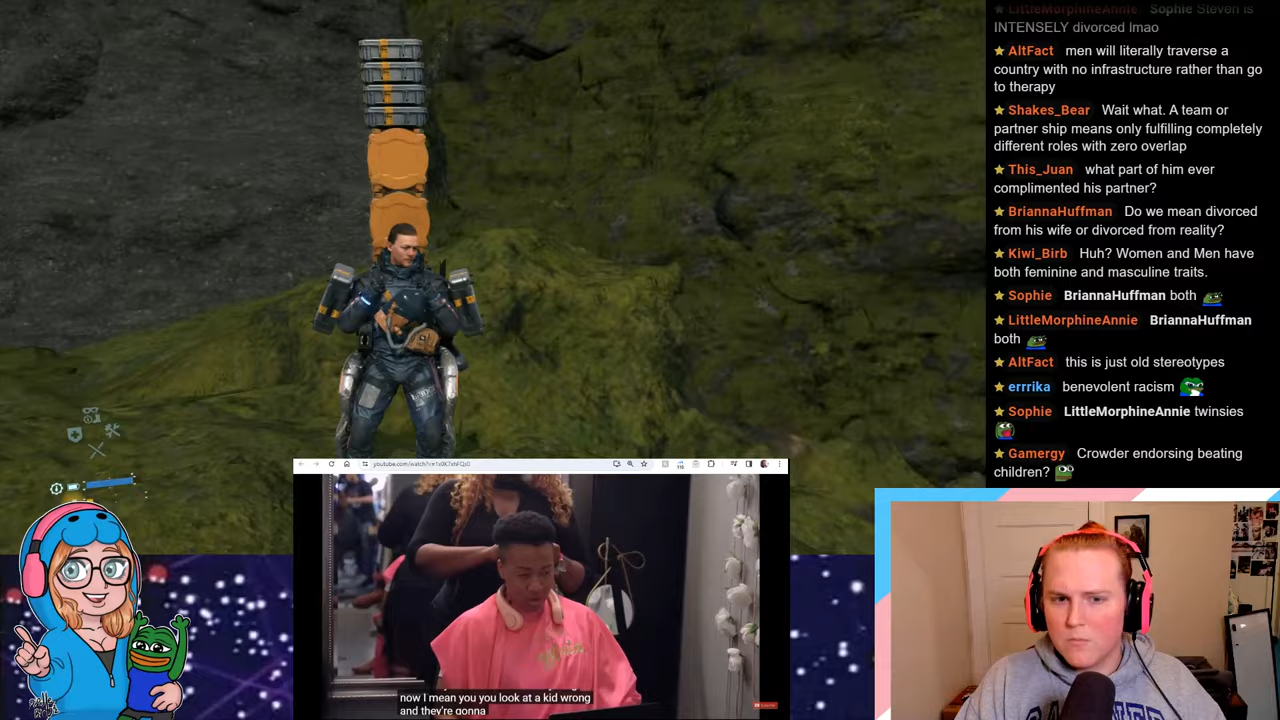 LittleMorphineAnnie Sophie Steven is
INTENSELY divorced lmao
AltFact men will literally traverse a
country with no infrastructure rather than go
to therapy
Shakes_Bear Wait what. A team or
partner ship means only fulfilling completely
different roles with zero overlap
This_Juan what part of him ever
complimented his partner?
BriannaHuffman Do we mean divorced
from his wife or divorced from reality?
Kiwi_Birb Huh? Women and Men have
both feminine and masculine traits.
Sophie BriannaHuffman both
LittleMorphineAnnie BriannaHuffman
both
AltFact this is just old stereotypes
errrika benevolent racism
Sophie LittleMorphineAnnie twinsies
Gamergy Crowder endorsing beating
children?
now I mean you you look at a kid wrong
and they're gonna